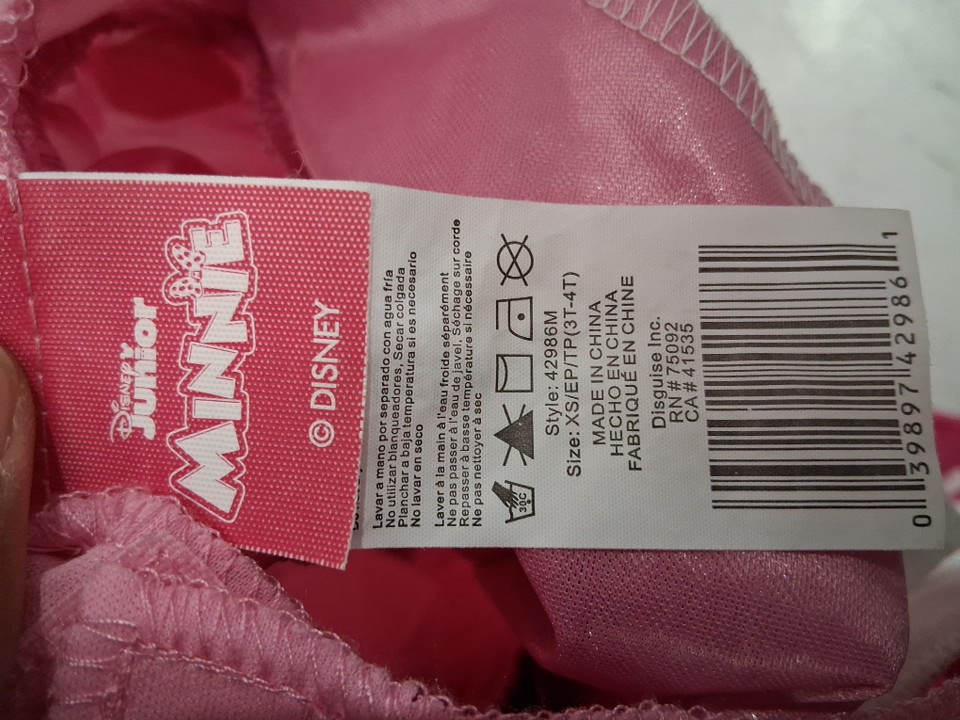 Disney
JUNIOR
MINNIE
© DISNEY
Lavar a mano por separado con agua fría
No utiilizar blanqueadores, Secar colgada
Planchar a baja temperatura si es necesario
No lavar en seco
Laver à la main à l'eau froide séparément
Ne pas passer à l'eau de javel, Séchage sur corde
Repasser à basse température si nécessaire
Ne pas nettoyer à sec
30C
Style: 42986M
Size: XS/EP/TP(3T-4T)
MADE IN CHINA
HECHO EN CHINA
FABRIQUÉ EN CHINE
Disguise Inc.
RN# 75092
CA# 41535
0 39897 42986 1